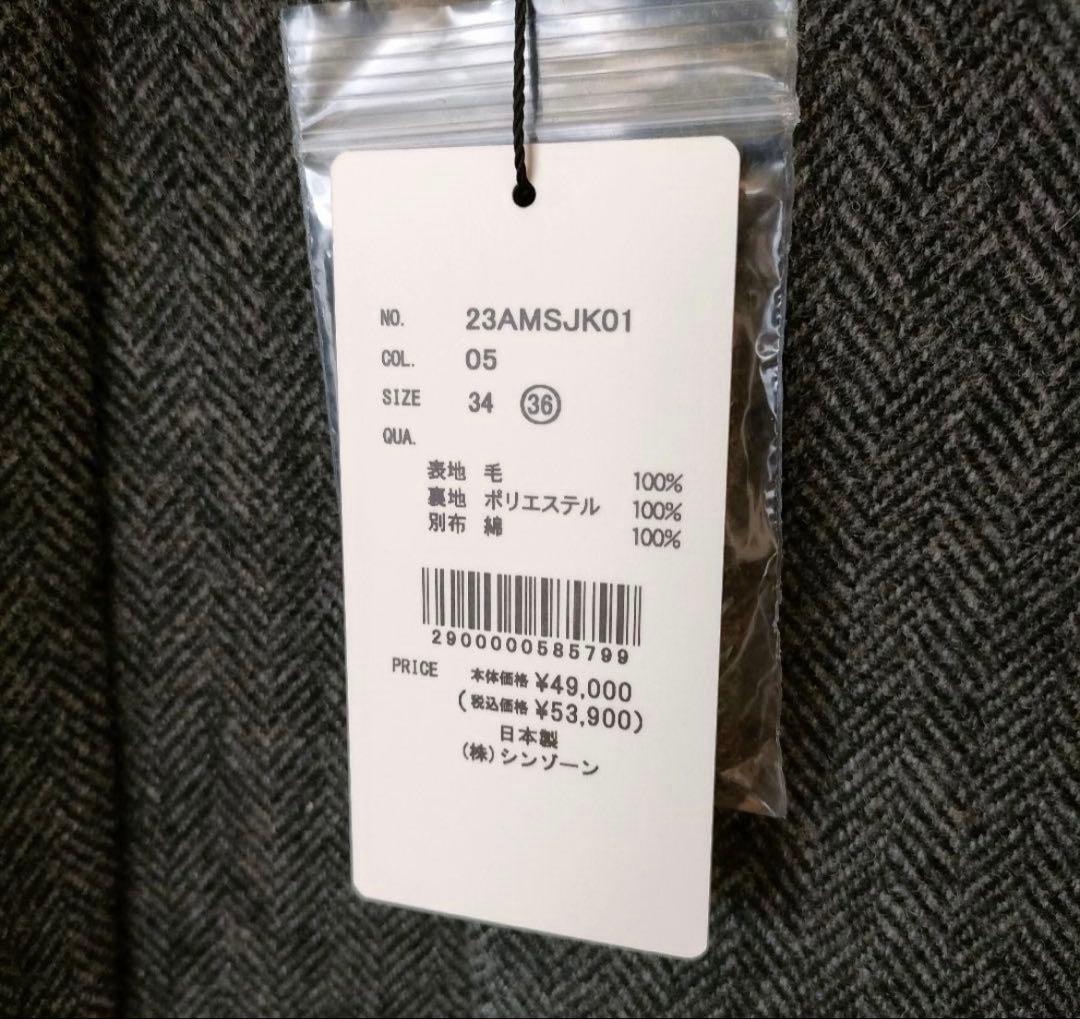 NO. 23AMSJK01
COL. 05
SIZE 34 36
QUA.
表地 毛 100%
裏地 ポリエステル 100%
別布 綿 100%
2900000585799
PRICE 本体価格 ¥49,000
(税込価格 ¥53,900)
日本製
(株)シンゾーン